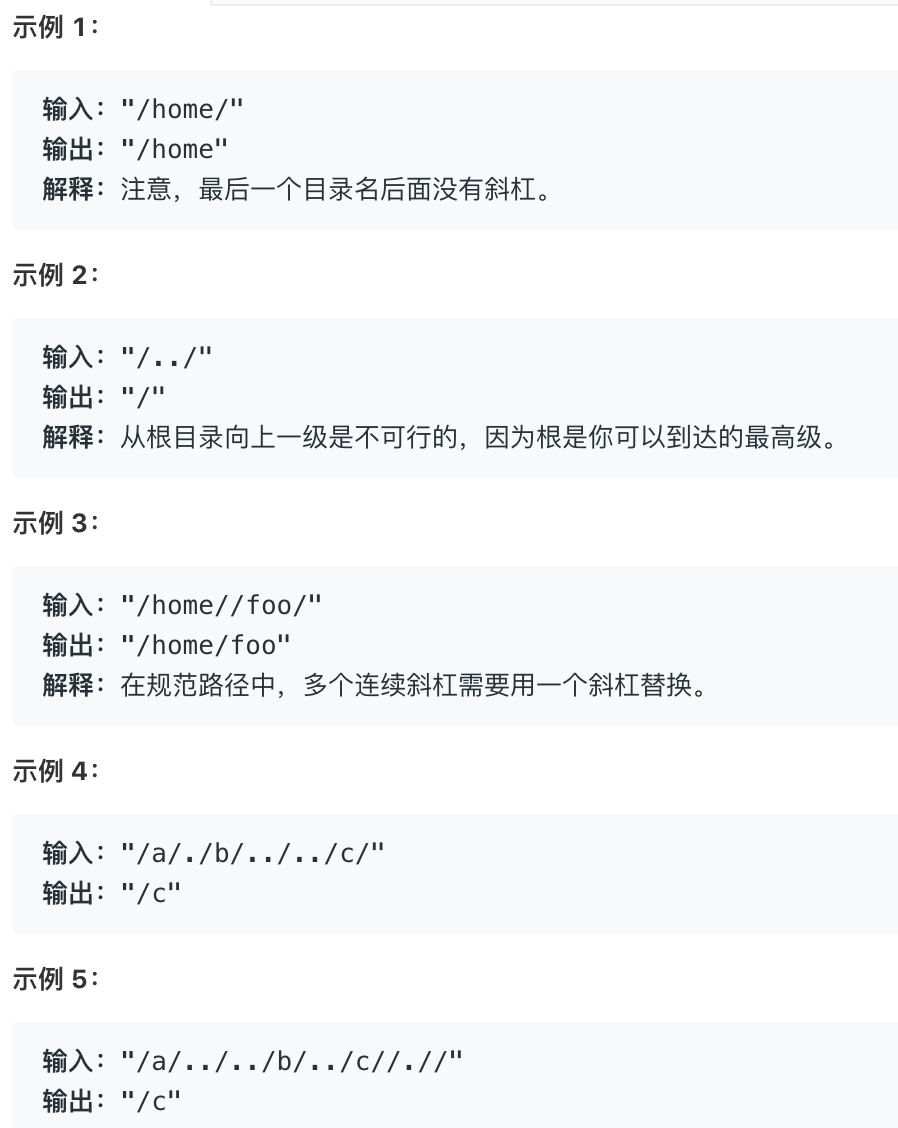 示例 1：
输入："/home/"
输出："/home"
解释：注意，最后一个目录名后面没有斜杠。
示例 2：
输入："/../"
输出："/"
解释：从根目录向上一级是不可行的，因为根是你可以到达的最高级。
示例 3：
输入："/home//foo/"
输出："/home/foo"
解释：在规范路径中，多个连续斜杠需要用一个斜杠替换。
示例 4：
输入："/a/./b/../../c/"
输出："/c"
示例 5：
输入："/a/../../b/../c//.//"
输出："/c"